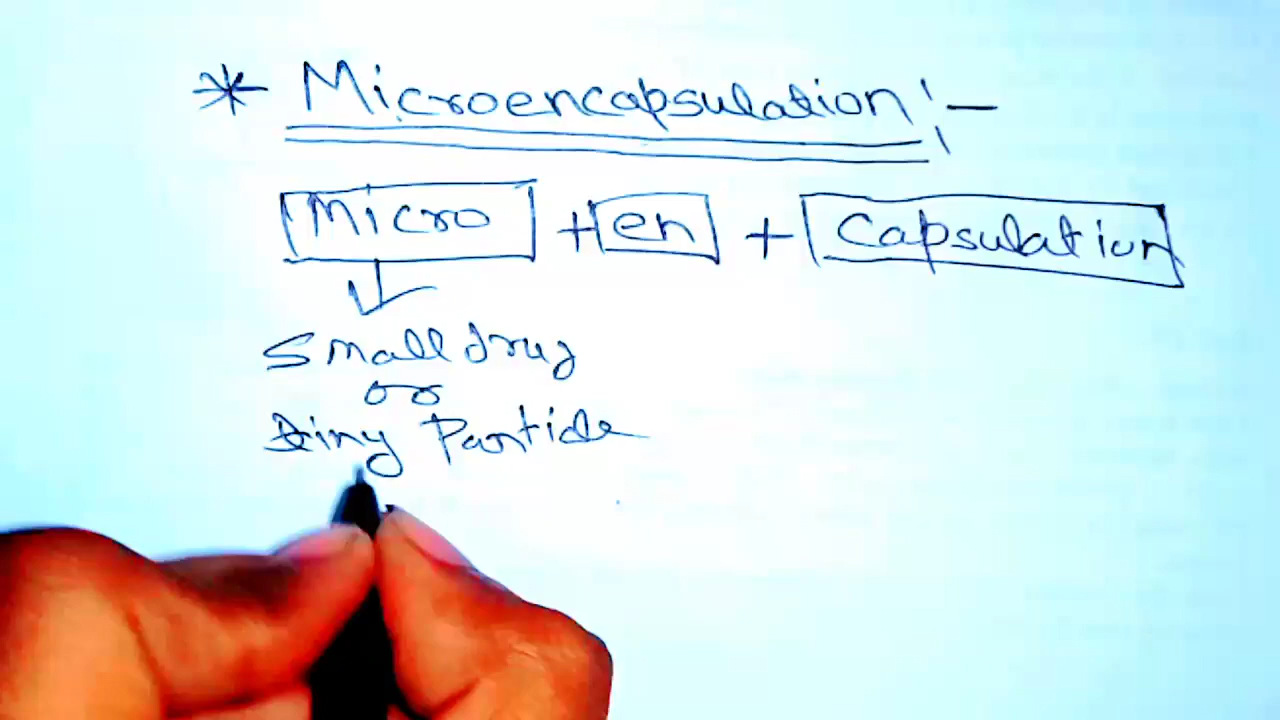 * Microencapsulation :-
Micro + en + Capsulation
Small drug
or
tiny Particle